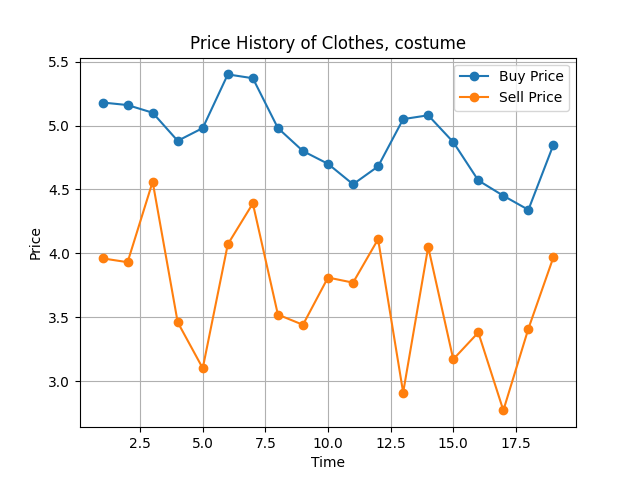 Price History of Clothes, costume
Buy Price
Sell Price
Price
5.5
5.0
4.5
4.0
3.5
3.0
2.5 5.0 7.5 10.0 12.5 15.0 17.5
Time